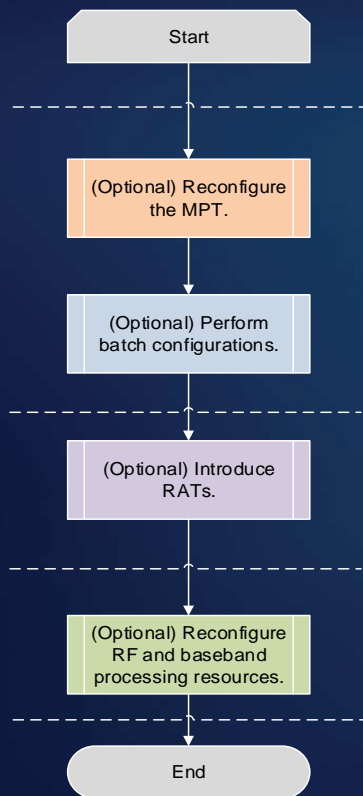 Start
(Optional) Reconfigure
the MPT.
(Optional) Perform
batch configurations.
(Optional) Introduce
RATs.
(Optional) Reconfigure
RF and baseband
processing resources.
End